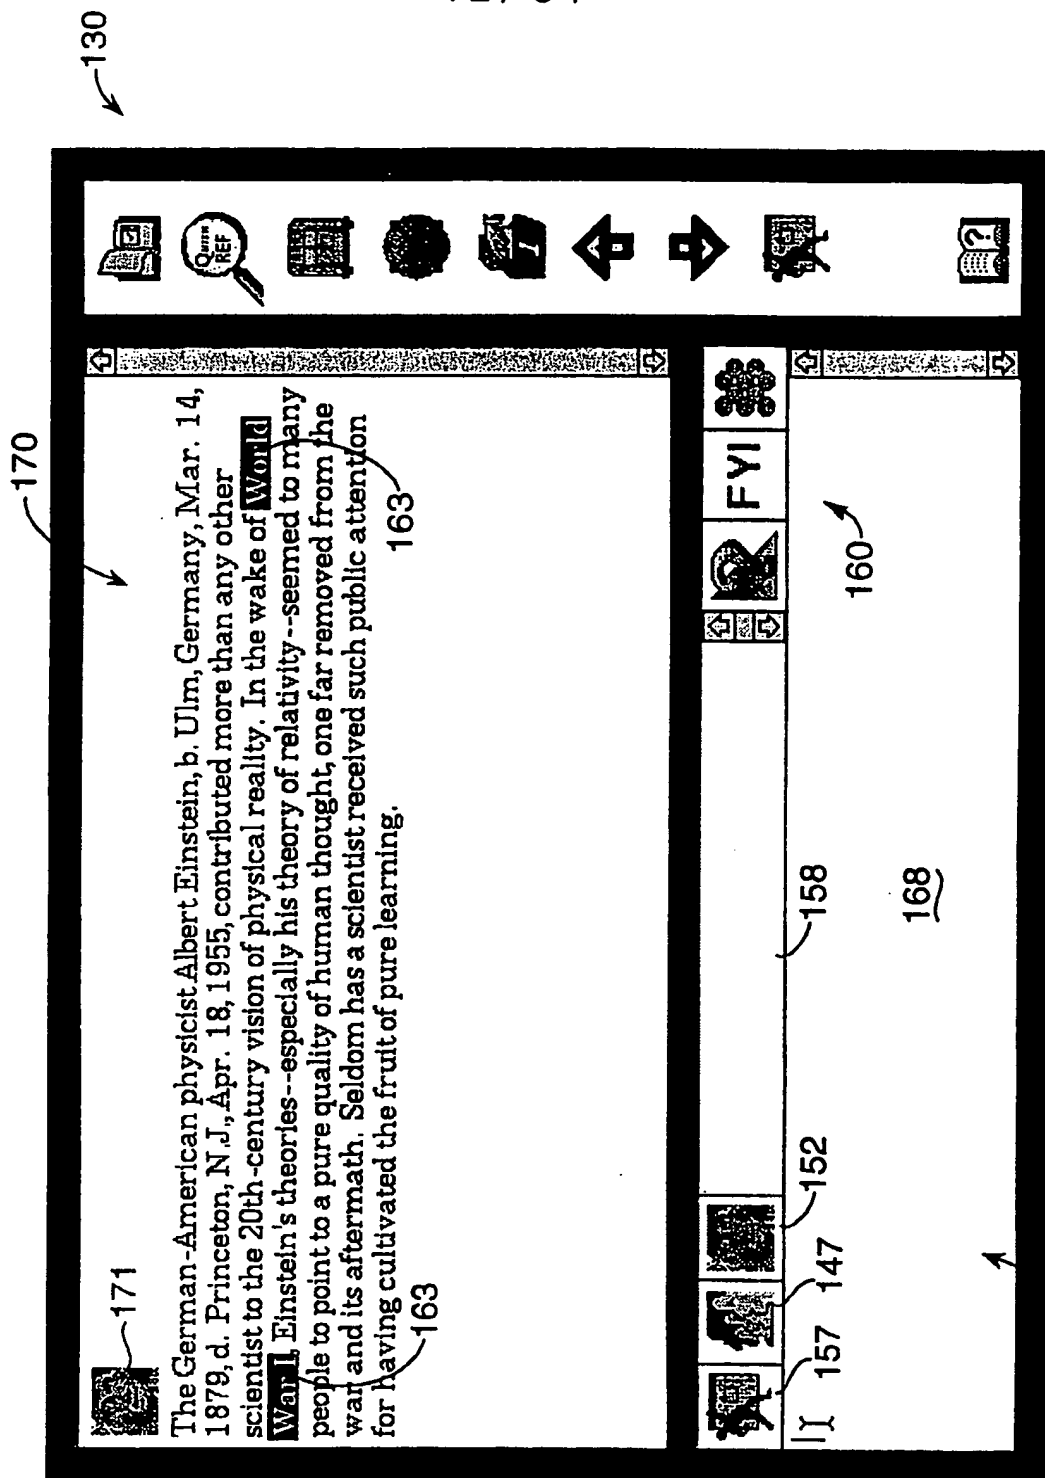 130
170
QUICK
REF
171
The German-American physicist Albert Einstein, b. Ulm, Germany, Mar. 14,
1879, d. Princeton, N.J., Apr. 18, 1955, contributed more than any other
scientist to the 20th-century vision of physical reality. In the wake of World
War I, Einstein's theories--especially his theory of relativity--seemed to many
people to point to a pure quality of human thought, one far removed from the
war and its aftermath. Seldom has a scientist received such public attention
for having cultivated the fruit of pure learning.
163
163
FYI
?
157
147
152
158
160
168